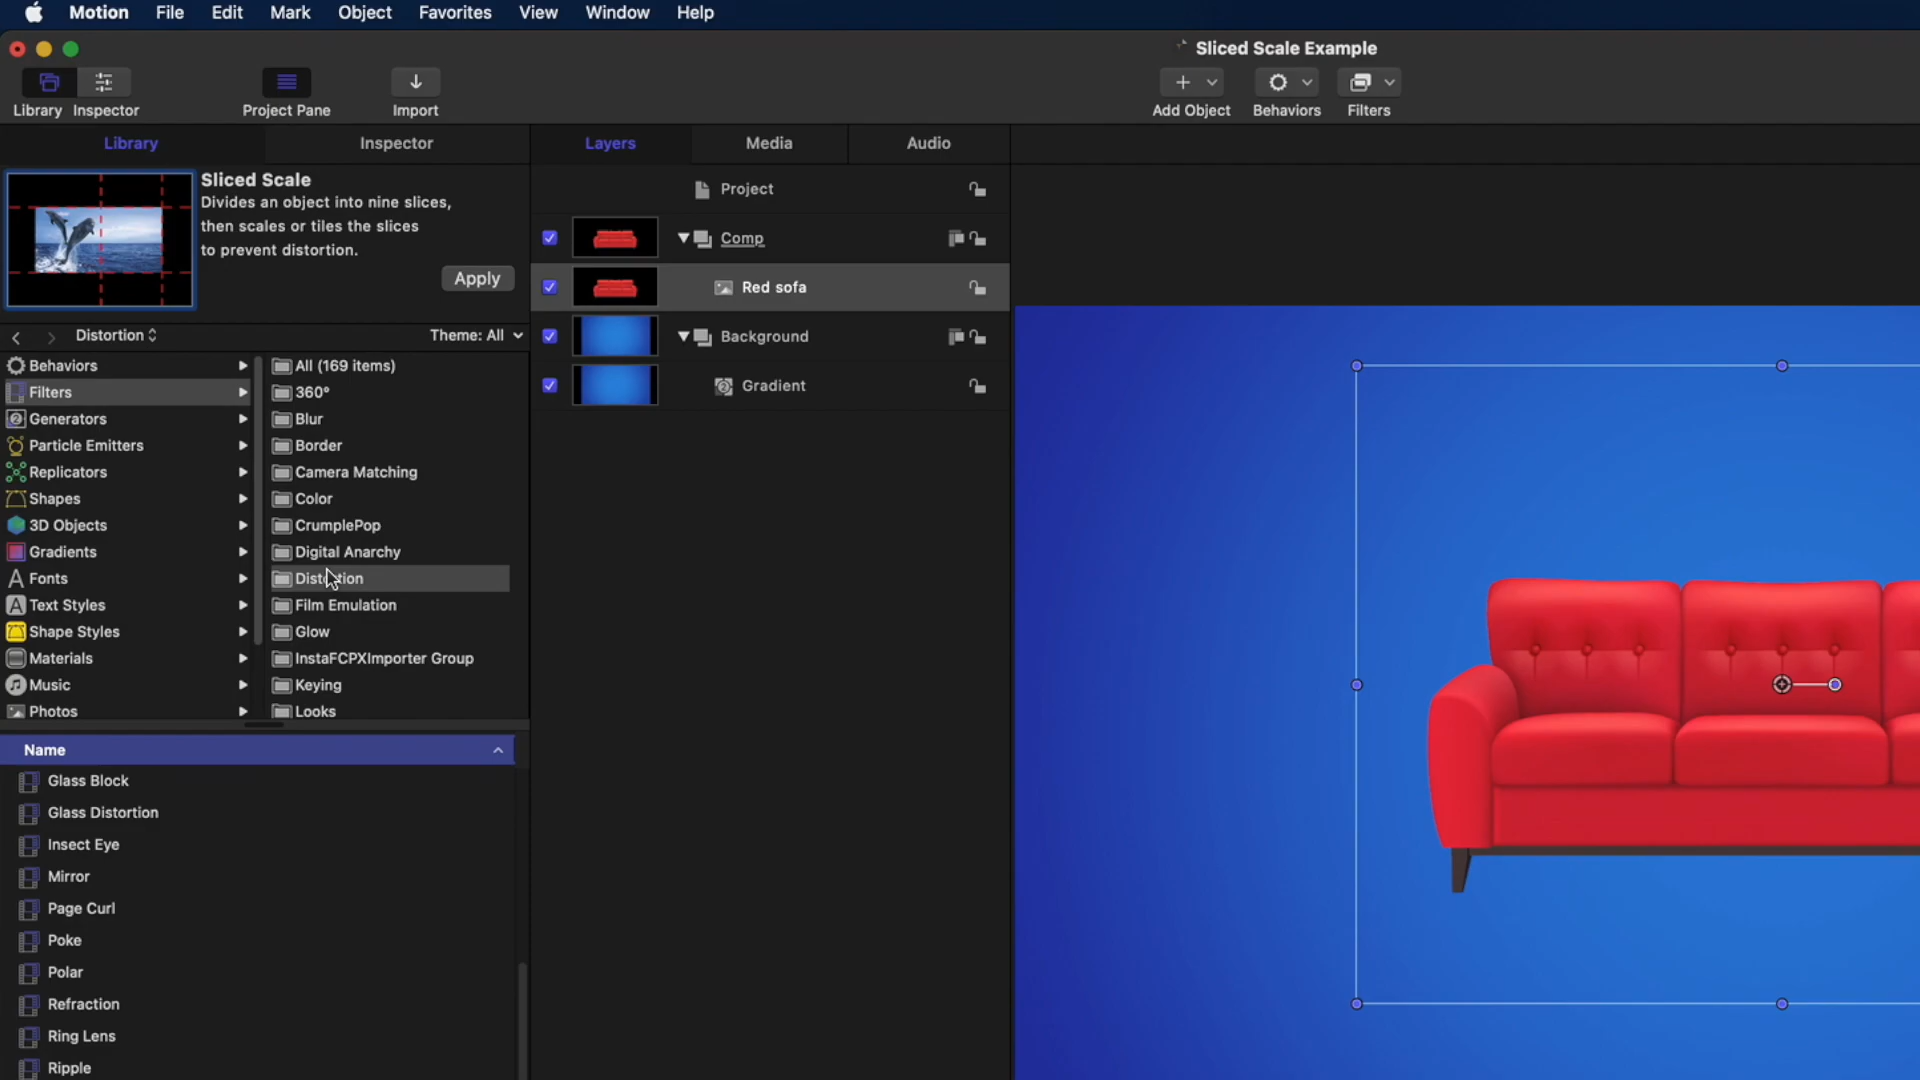 Motion File Edit Mark Object Favorites View Window Help
Sliced Scale Example
Library Inspector Project Pane Import Add Object Behaviors Filters
Library Inspector Layers Media Audio
Sliced Scale
Divides an object into nine slices,
then scales or tiles the slices
to prevent distortion.
Apply
Distortion Theme: All
Behaviors
Filters
Generators
Particle Emitters
Replicators
Shapes
3D Objects
Gradients
Fonts
Text Styles
Shape Styles
Materials
Music
Photos
All (169 items)
360°
Blur
Border
Camera Matching
Color
CrumplePop
Digital Anarchy
Distortion
Film Emulation
Glow
InstaFCPXImporter Group
Keying
Looks
Name
Glass Block
Glass Distortion
Insect Eye
Mirror
Page Curl
Poke
Polar
Refraction
Ring Lens
Ripple
Project
Comp
Red sofa
Background
Gradient